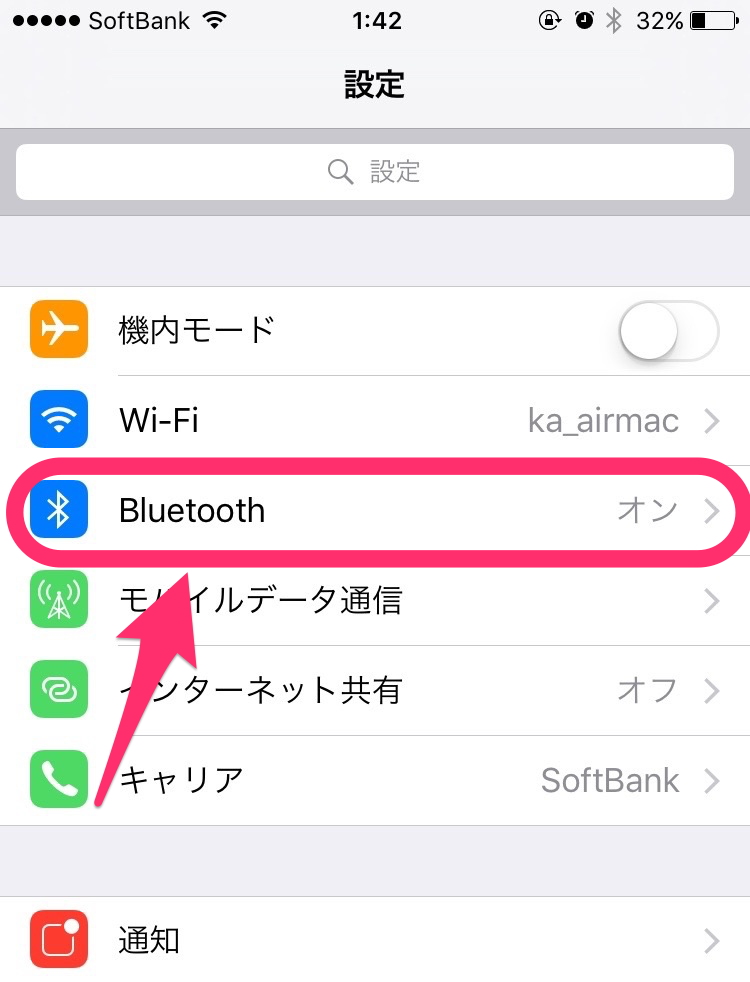 SoftBank 1:42 32%
設定
設定
機内モード
Wi-Fi ka_airmac
Bluetooth オン
モバイルデータ通信
インターネット共有 オフ
キャリア SoftBank
通知